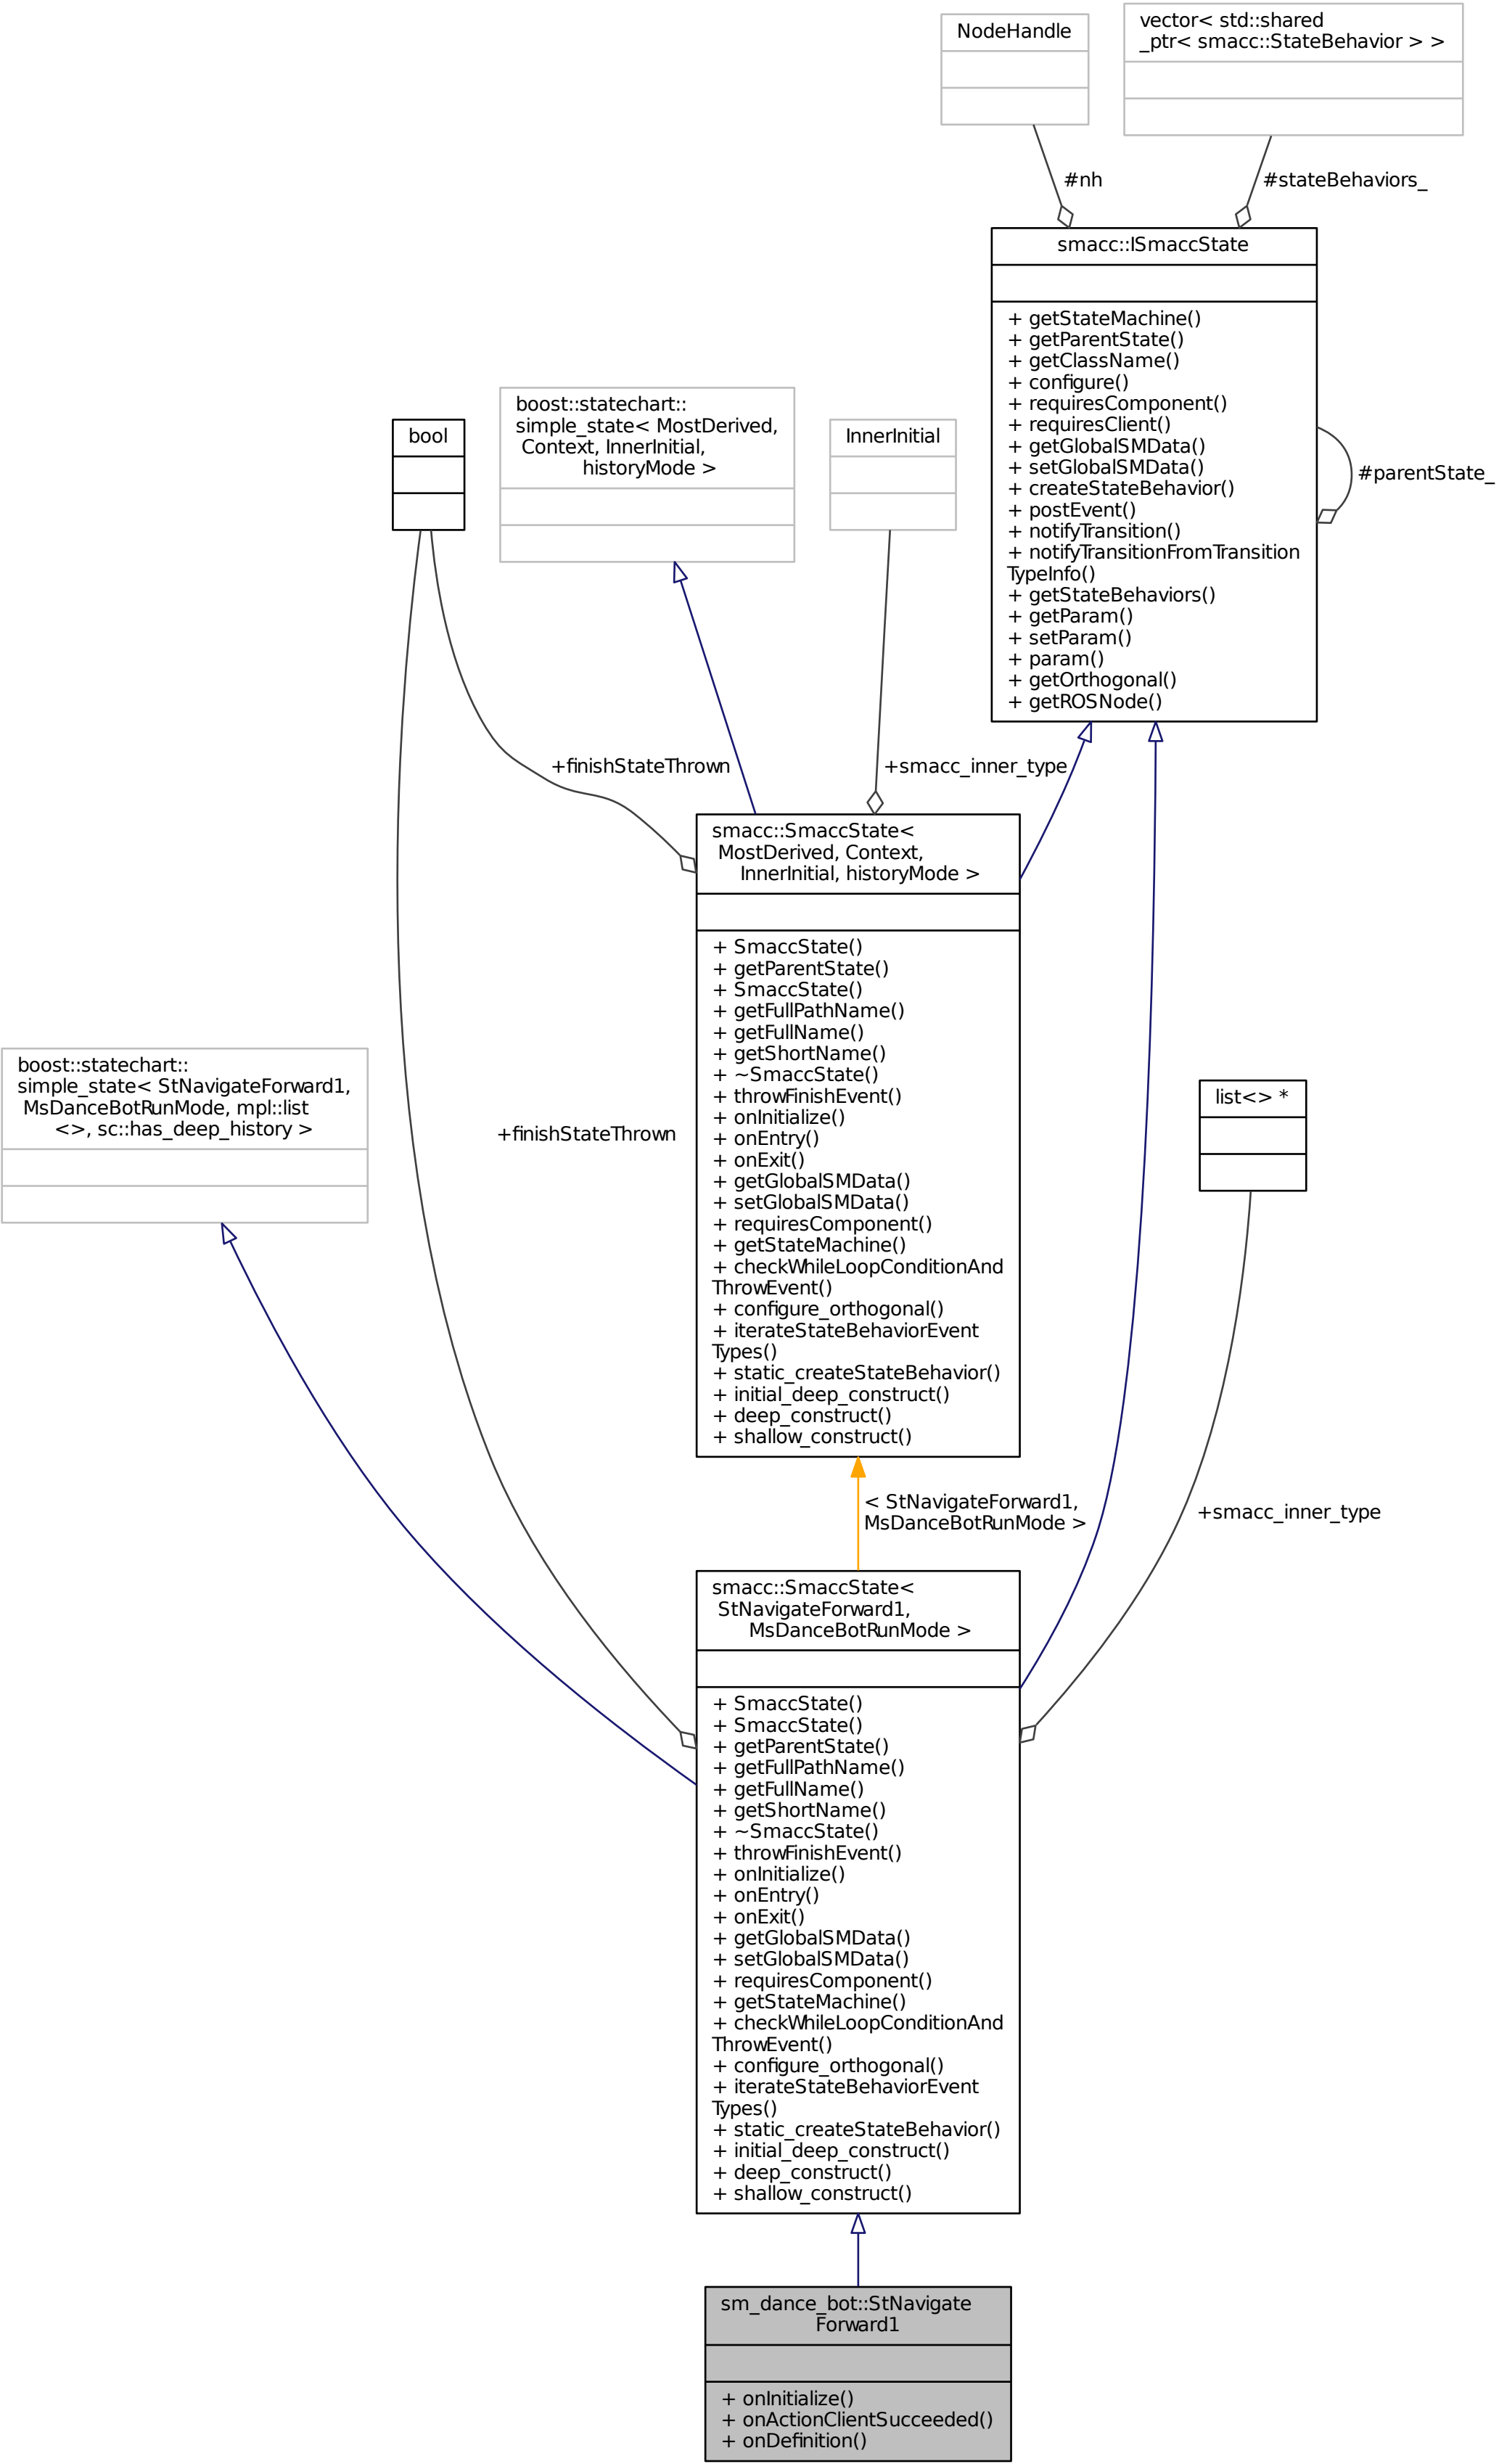 NodeHandle
vector< std::shared
_ptr< smacc::StateBehavior > >
#nh
#stateBehaviors_
smacc::ISmaccState
+ getStateMachine()
+ getParentState()
+ getClassName()
+ configure()
+ requiresComponent()
+ requiresClient()
+ getGlobalSMData()
+ setGlobalSMData()
+ createStateBehavior()
+ postEvent()
+ notifyTransition()
+ notifyTransitionFromTransition
TypeInfo()
+ getStateBehaviors()
+ getParam()
+ setParam()
+ param()
+ getOrthogonal()
+ getROSNode()
#parentState_
bool
boost::statechart::
simple_state< MostDerived,
Context, InnerInitial,
historyMode >
InnerInitial
+finishStateThrown
+smacc_inner_type
smacc::SmaccState<
MostDerived, Context,
InnerInitial, historyMode >
+ SmaccState()
+ getParentState()
+ SmaccState()
+ getFullPathName()
+ getFullName()
+ getShortName()
+ ~SmaccState()
+ throwFinishEvent()
+ onInitialize()
+ onEntry()
+ onExit()
+ getGlobalSMData()
+ setGlobalSMData()
+ requiresComponent()
+ getStateMachine()
+ checkWhileLoopConditionAnd
ThrowEvent()
+ configure_orthogonal()
+ iterateStateBehaviorEvent
Types()
+ static_createStateBehavior()
+ initial_deep_construct()
+ deep_construct()
+ shallow_construct()
boost::statechart::
simple_state< StNavigateForward1,
MsDanceBotRunMode, mpl::list
<>, sc::has_deep_history >
+finishStateThrown
list<> *
< StNavigateForward1,
MsDanceBotRunMode >
+smacc_inner_type
smacc::SmaccState<
StNavigateForward1,
MsDanceBotRunMode >
+ SmaccState()
+ SmaccState()
+ getParentState()
+ getFullPathName()
+ getFullName()
+ getShortName()
+ ~SmaccState()
+ throwFinishEvent()
+ onInitialize()
+ onEntry()
+ onExit()
+ getGlobalSMData()
+ setGlobalSMData()
+ requiresComponent()
+ getStateMachine()
+ checkWhileLoopConditionAnd
ThrowEvent()
+ configure_orthogonal()
+ iterateStateBehaviorEvent
Types()
+ static_createStateBehavior()
+ initial_deep_construct()
+ deep_construct()
+ shallow_construct()
sm_dance_bot::StNavigate
Forward1
+ onInitialize()
+ onActionClientSucceeded()
+ onDefinition()